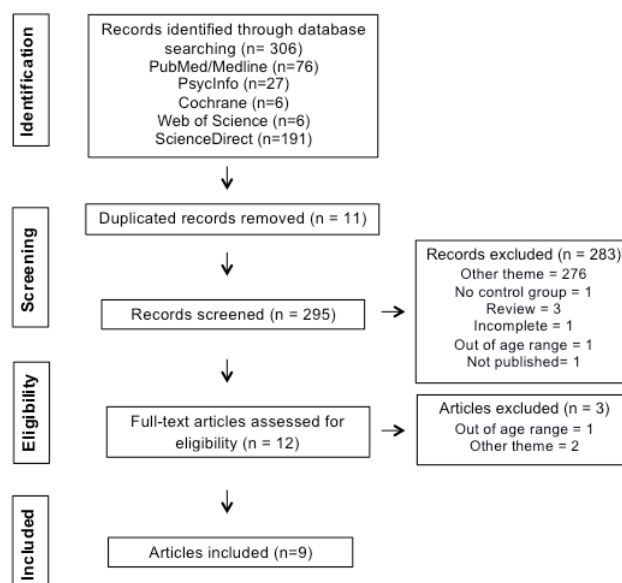 Identification
Records identified through database
searching (n= 306)
PubMed/Medline (n=76)
PsycInfo (n=27)
Cochrane (n=6)
Web of Science (n=6)
ScienceDirect (n=191)
Screening
Duplicated records removed (n = 11)
Records screened (n = 295)
Records excluded (n = 283)
Other theme = 276
No control group = 1
Review = 3
Incomplete = 1
Out of age range = 1
Not published= 1
Eligibility
Full-text articles assessed for
eligibility (n = 12)
Articles excluded (n = 3)
Out of age range = 1
Other theme = 2
Included
Articles included (n=9)